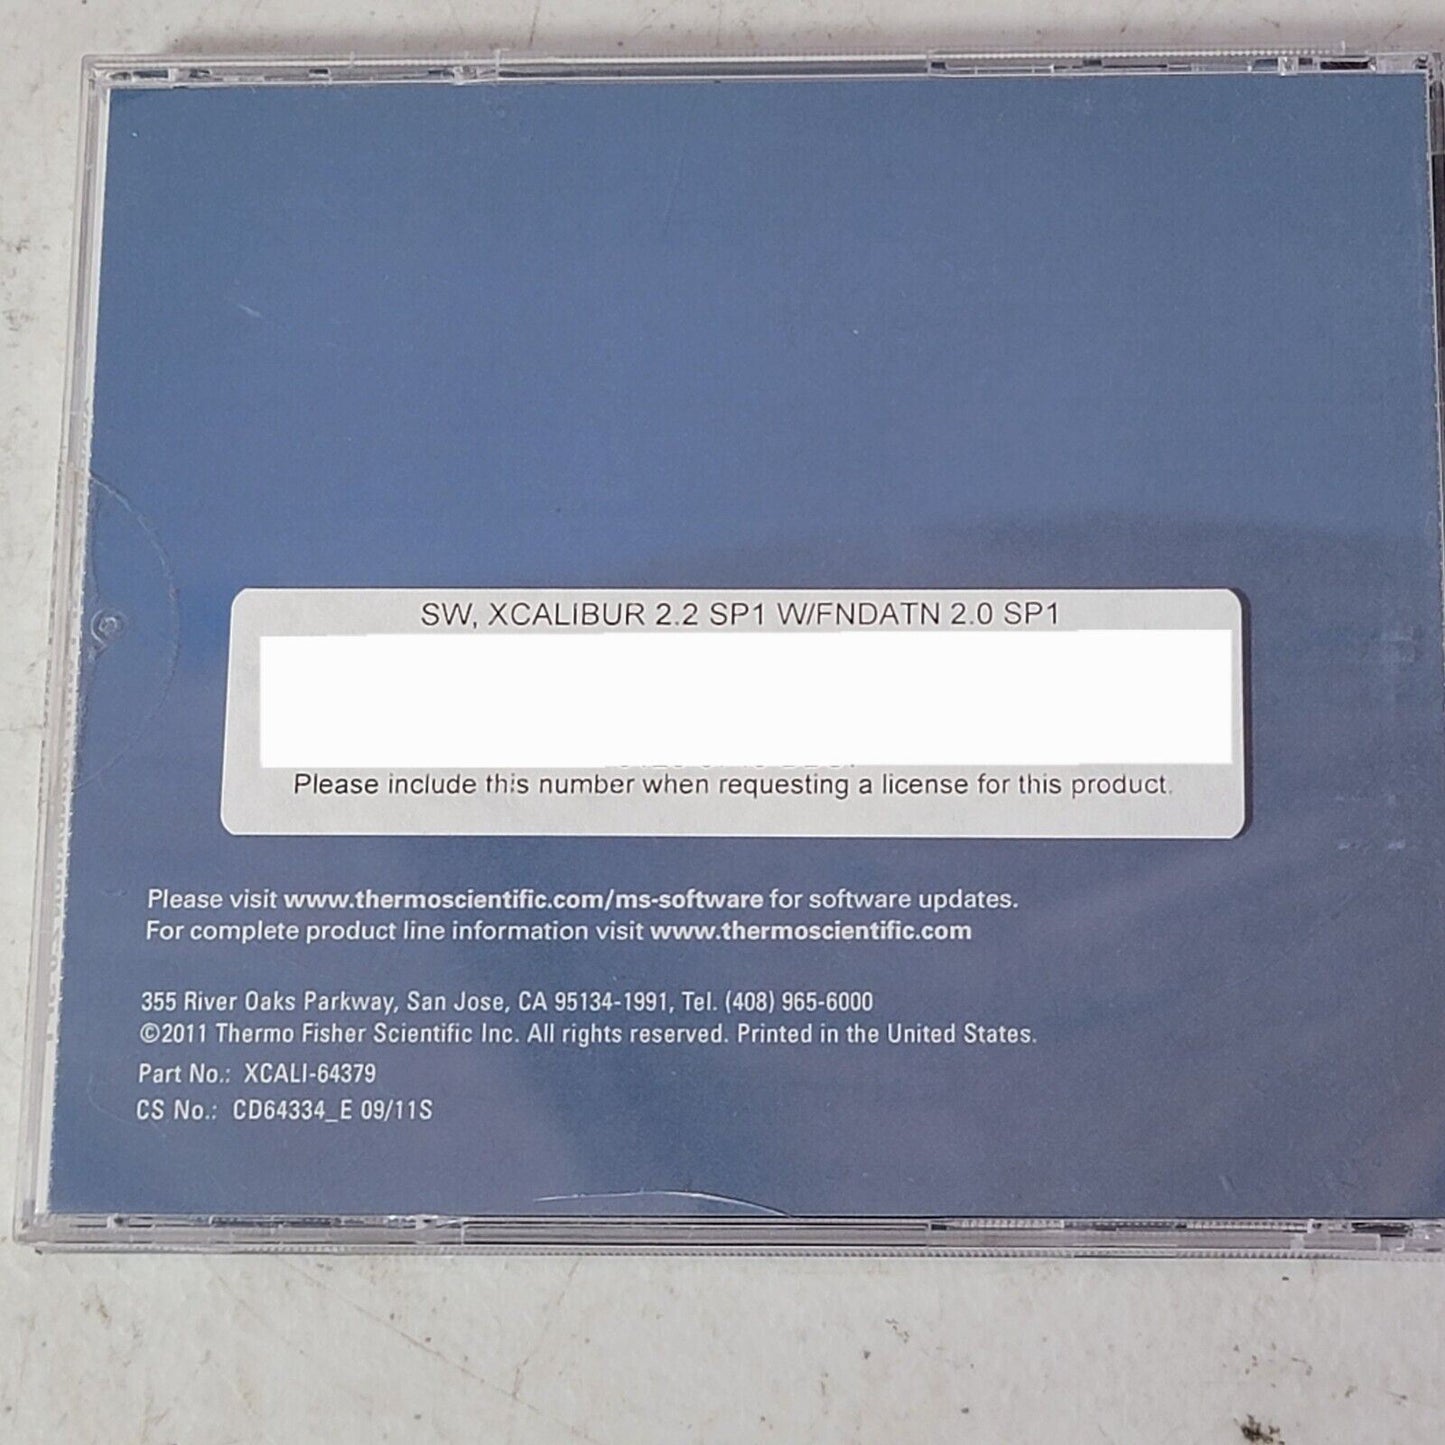 SW, XCALIBUR 2.2 SP1 W/FNDATN 2.0 SP1
Please include this number when requesting a license for this product.
Please visit www.thermoscientific.com/ms-software for software updates.
For complete product line information visit www.thermoscientific.com
355 River Oaks Parkway, San Jose, CA 95134-1991, Tel. (408) 965-6000
©2011 Thermo Fisher Scientific Inc. All rights reserved. Printed in the United States.
Part No.: XCALI-64379
CS No.: CD64334_E 09/11S